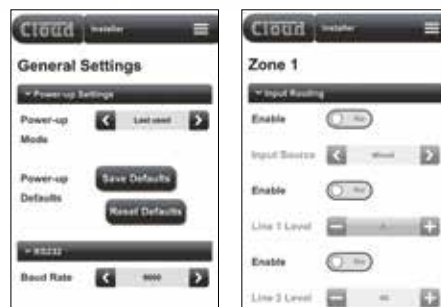 Cloud Installer
General Settings
Power-up Settings
Power-up
Mode
Last used
Power-up
Defaults
Save Defaults
Reset Defaults
RS232
Baud Rate
9600
Cloud Installer
Zone 1
Input Routing
Enable
Input Source
Enable
Line 1 Level
Enable
Line 2 Level